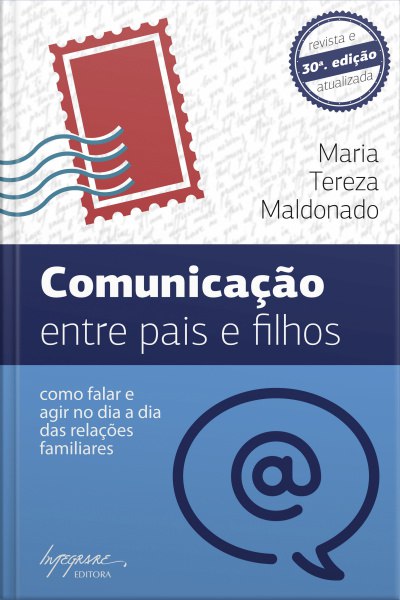 revista e
30ª. edição
atualizada
Maria
Tereza
Maldonado
Comunicação
entre pais e filhos
como falar e
agir no dia a dia
das relações
familiares
@
INTEGRARE
EDITORA